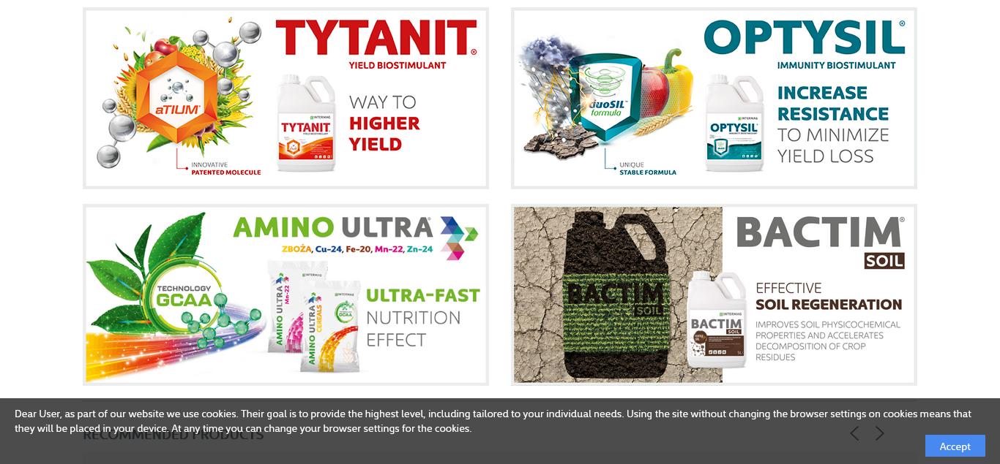 TYTANIT®
YIELD BIOSTIMULANT
WAY TO
HIGHER
YIELD
aTIUM
INNOVATIVE
PATENTED MOLECULE
INTERMAG
TYTANIT
YIELD BIOSTIMULANT
OPTYSIL®
IMMUNITY BIOSTIMULANT
INCREASE
RESISTANCE
TO MINIMIZE
YIELD LOSS
duoSIL™
formula
UNIQUE
STABLE FORMULA
INTERMAG
OPTYSIL
IMMUNITY BIOSTIMULANT
AMINO ULTRA®
ZBOŻA, Cu-24, Fe-20, Mn-22, Zn-24
TECHNOLOGY
GCAA
ULTRA-FAST
NUTRITION
EFFECT
INTERMAG
AMINO ULTRA
Mn-22
INTERMAG
AMINO ULTRA
CEREALS
BACTIM®
SOIL
EFFECTIVE
SOIL REGENERATION
IMPROVES SOIL PHYSICOCHEMICAL
PROPERTIES AND ACCELERATES
DECOMPOSITION OF CROP
RESIDUES
BACTIM
SOIL
INTERMAG
BACTIM
SOIL
5L
Dear User, as part of our website we use cookies. Their goal is to provide the highest level, including tailored to your individual needs. Using the site without changing the browser settings on cookies means that
they will be placed in your device. At any time you can change your browser settings for the cookies.
RECOMMENDED PRODUCTS
Accept